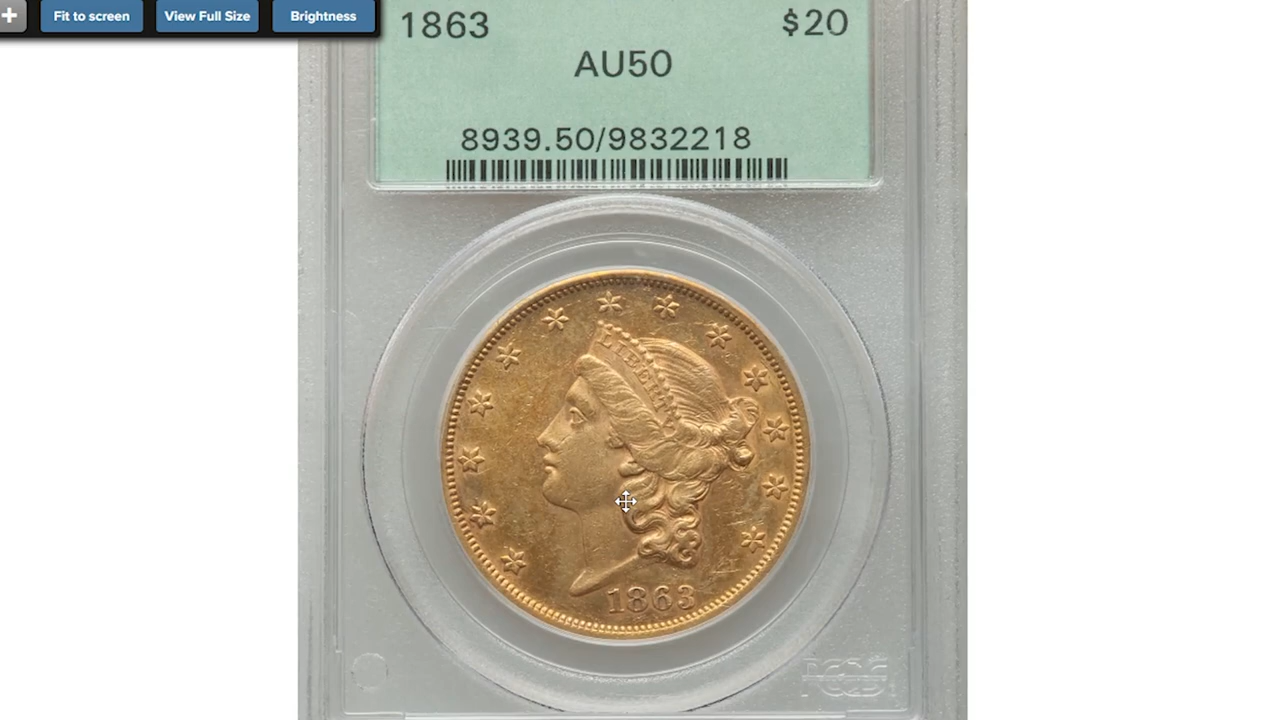 Fit to screen
View Full Size
Brightness
1863
$20
AU50
8939.50/9832218
LIBERTY
1863
PCGS